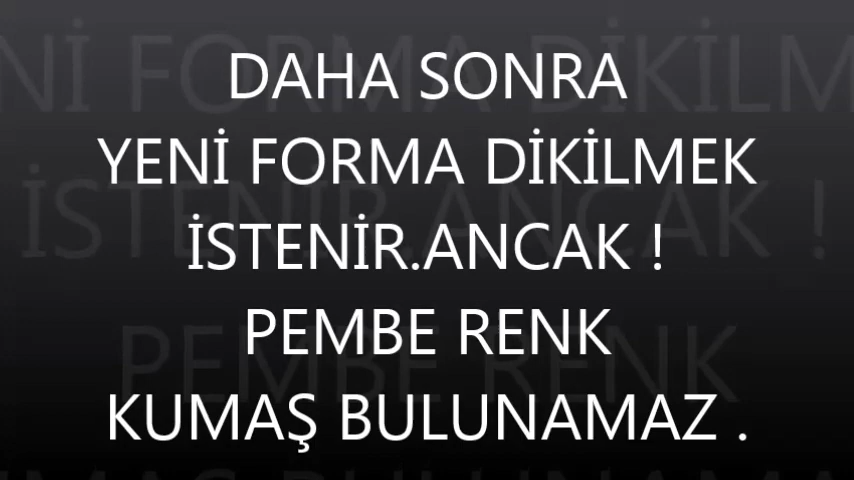 DAHA SONRA
YENİ FORMA DİKİLMEK
İSTENİR.ANCAK !
PEMBE RENK
KUMAŞ BULUNAMAZ .